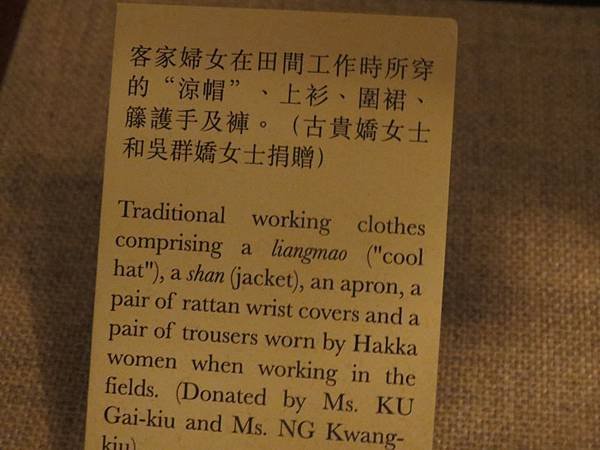 客家婦女在田間工作時所穿
的“涼帽”、上衫、圍裙、
籐護手及褲。（古貴嬌女士
和吳群嬌女士捐贈）
Traditional working clothes
comprising a liangmao ("cool
hat"), a shan (jacket), an apron, a
pair of rattan wrist covers and a
pair of trousers worn by Hakka
women when working in the
fields. (Donated by Ms. KU
Gai-kiu and Ms. NG Kwang-
kiu)